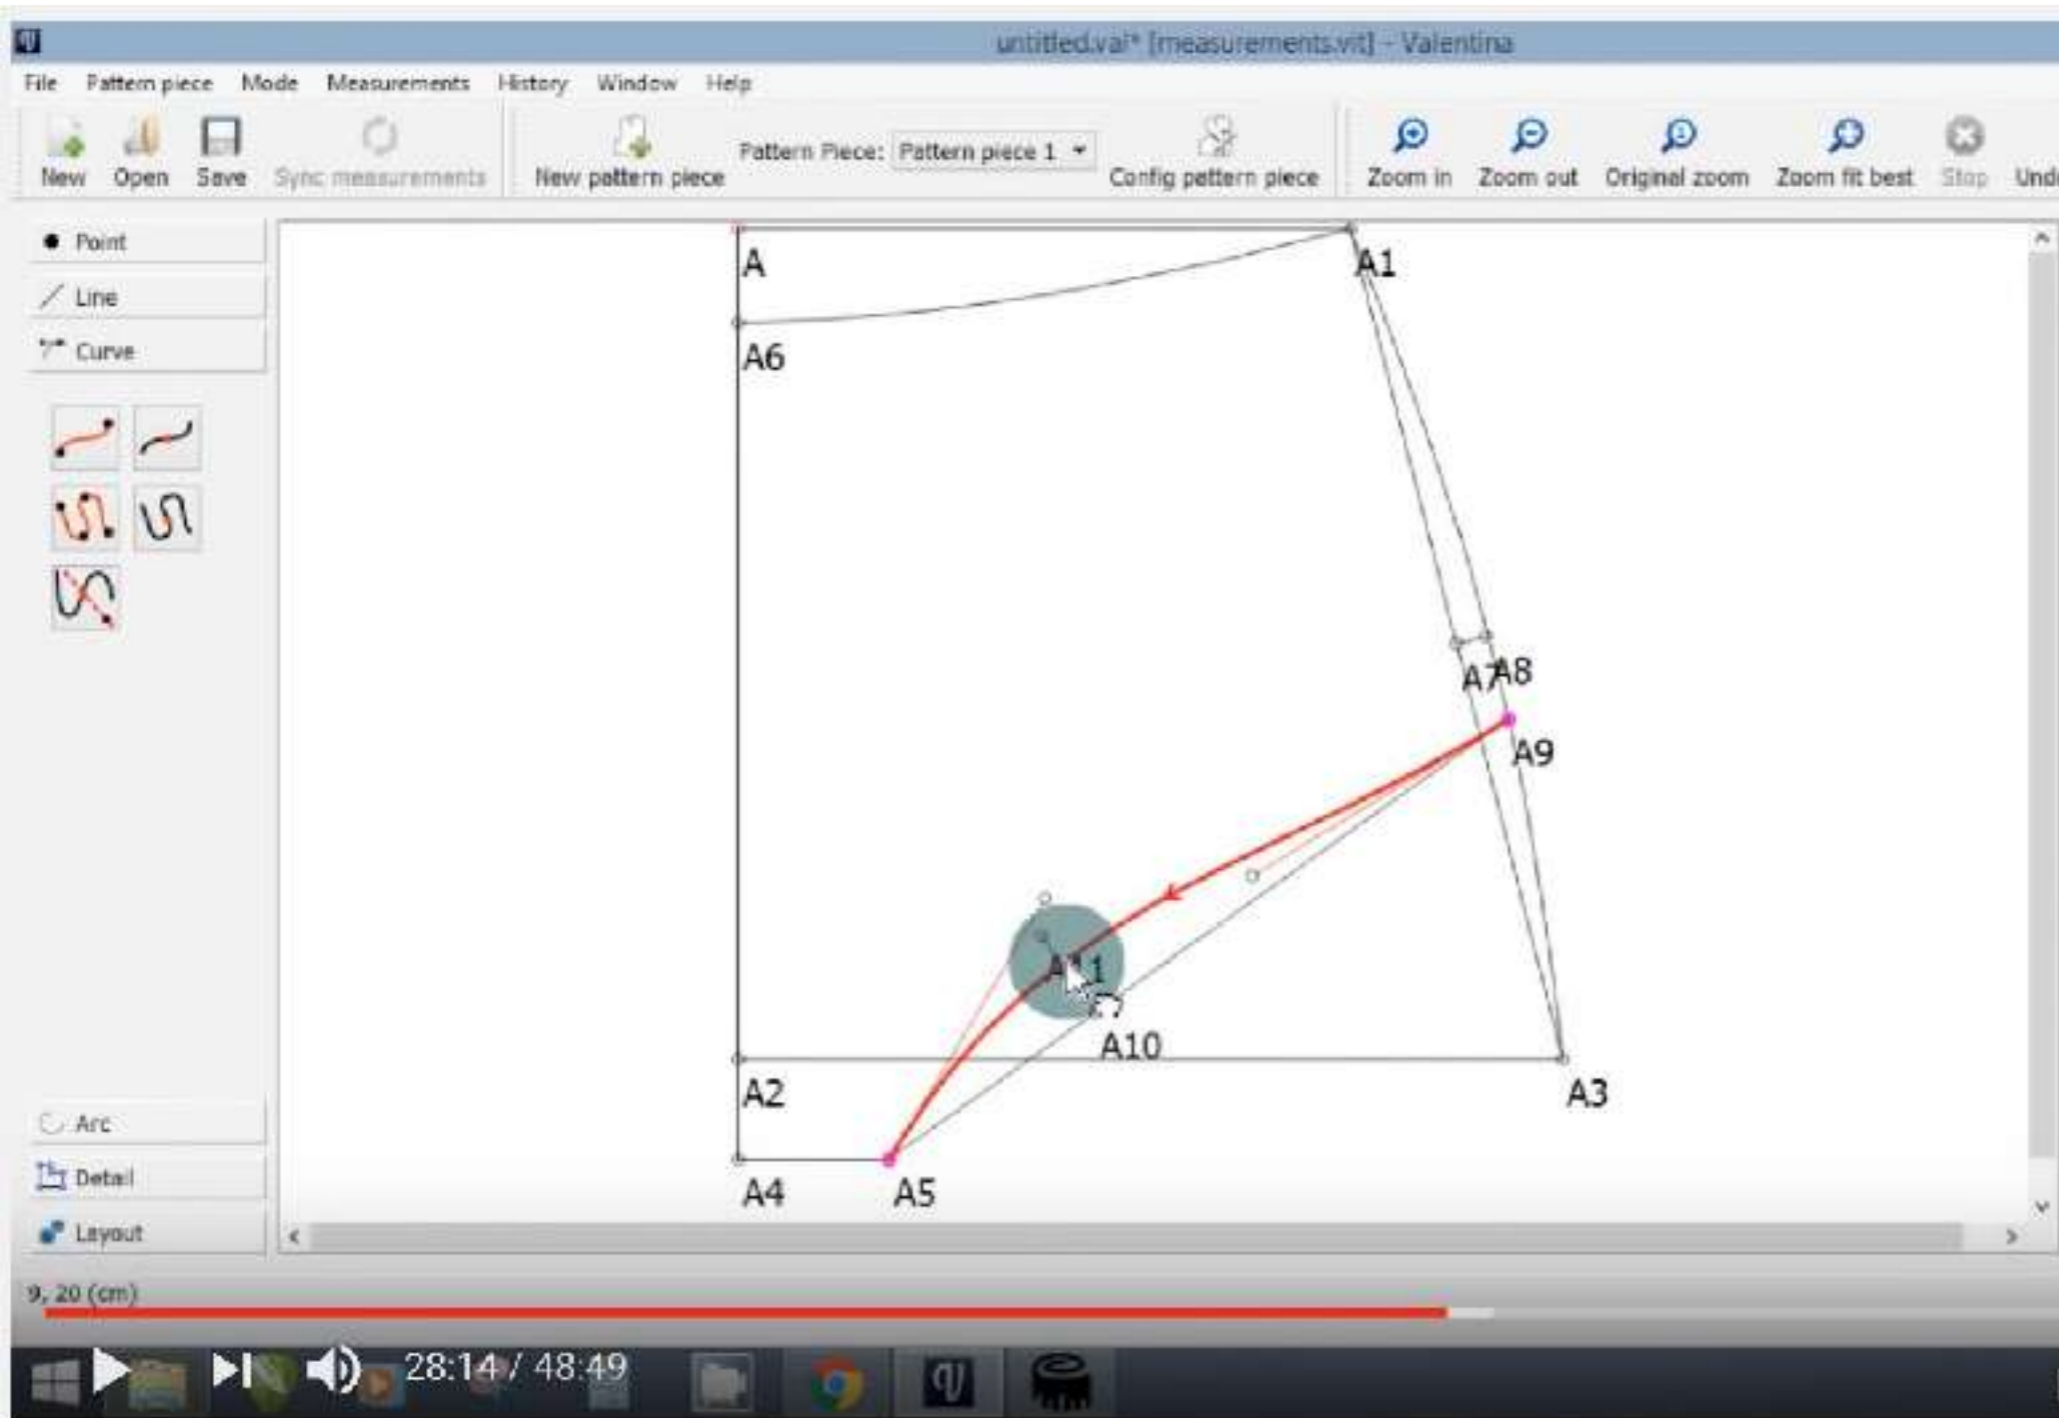 untitled.val* [measurements.vit] - Valentina
File Pattern piece Mode Measurements History Window Help
New Open Save Sync measurements New pattern piece Pattern Piece: Pattern piece 1 Config pattern piece Zoom in Zoom out Original zoom Zoom fit best Stop Und
Point
Line
Curve
A
A1
A6
A7
A8
A9
A11
A10
A2
A3
A4
A5
Arc
Detail
Layout
9, 20 (cm)
28:14 / 48:49